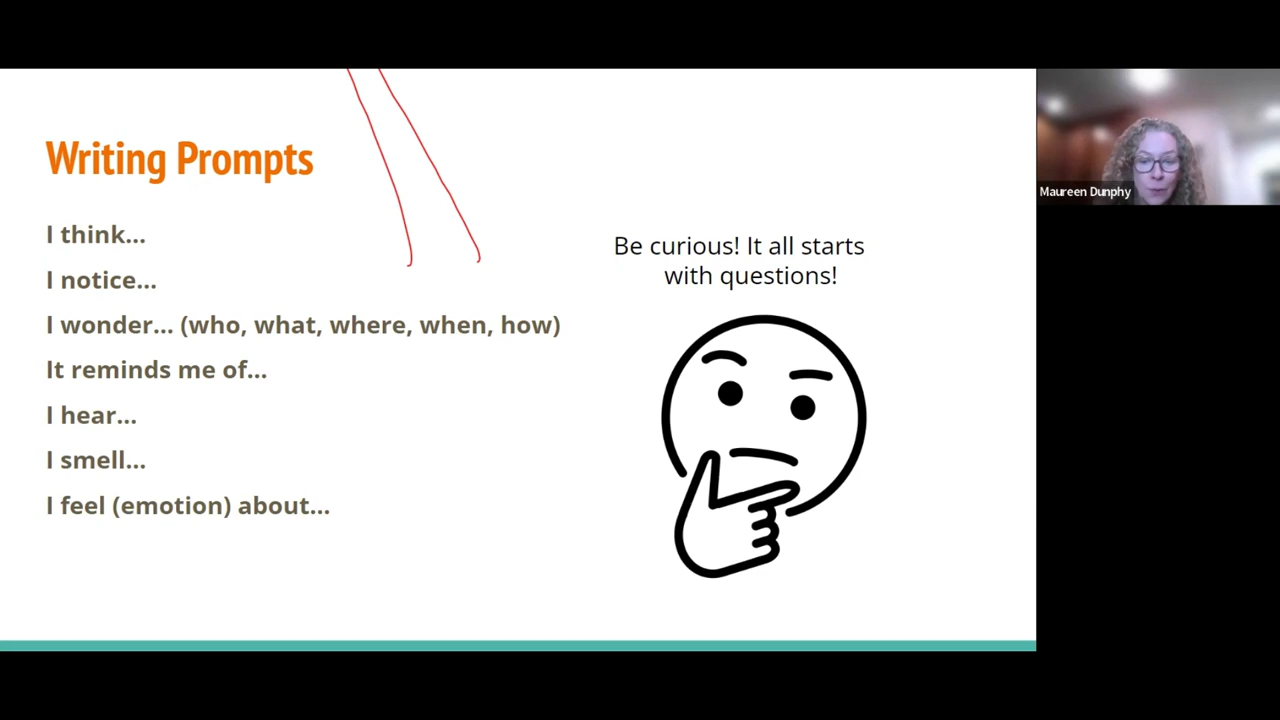 Writing Prompts
I think...
I notice...
I wonder... (who, what, where, when, how)
It reminds me of...
I hear...
I smell...
I feel (emotion) about...
Be curious! It all starts
with questions!
Maureen Dunphy